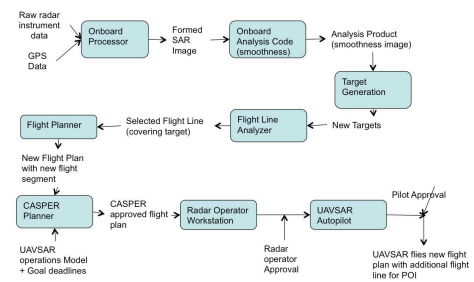 Raw radar
instrument
data
GPS
Data
Onboard
Processor
Formed
SAR
Image
Onboard
Analysis Code
(smoothness)
Analysis Product
(smoothness image)
Target
Generation
New Targets
Flight Line
Analyzer
Selected Flight Line
(covering target)
Flight Planner
New Flight Plan
with new flight
segment
CASPER
Planner
UAVSAR
operations Model
+ Goal deadlines
CASPER
approved flight
plan
Radar Operator
Workstation
Radar
operator
Approval
UAVSAR
Autopilot
Pilot Approval
UAVSAR flies new flight
plan with additional flight
line for POI